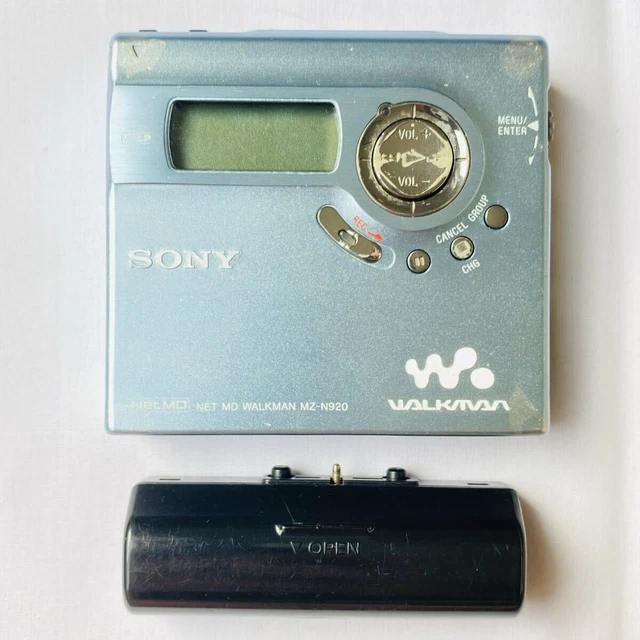 MENU/
ENTER
VOL +
VOL −
REC
CANCEL GROUP
CHG
SONY
NET MD WALKMAN MZ-N920
Net MD
WALKMAN
OPEN